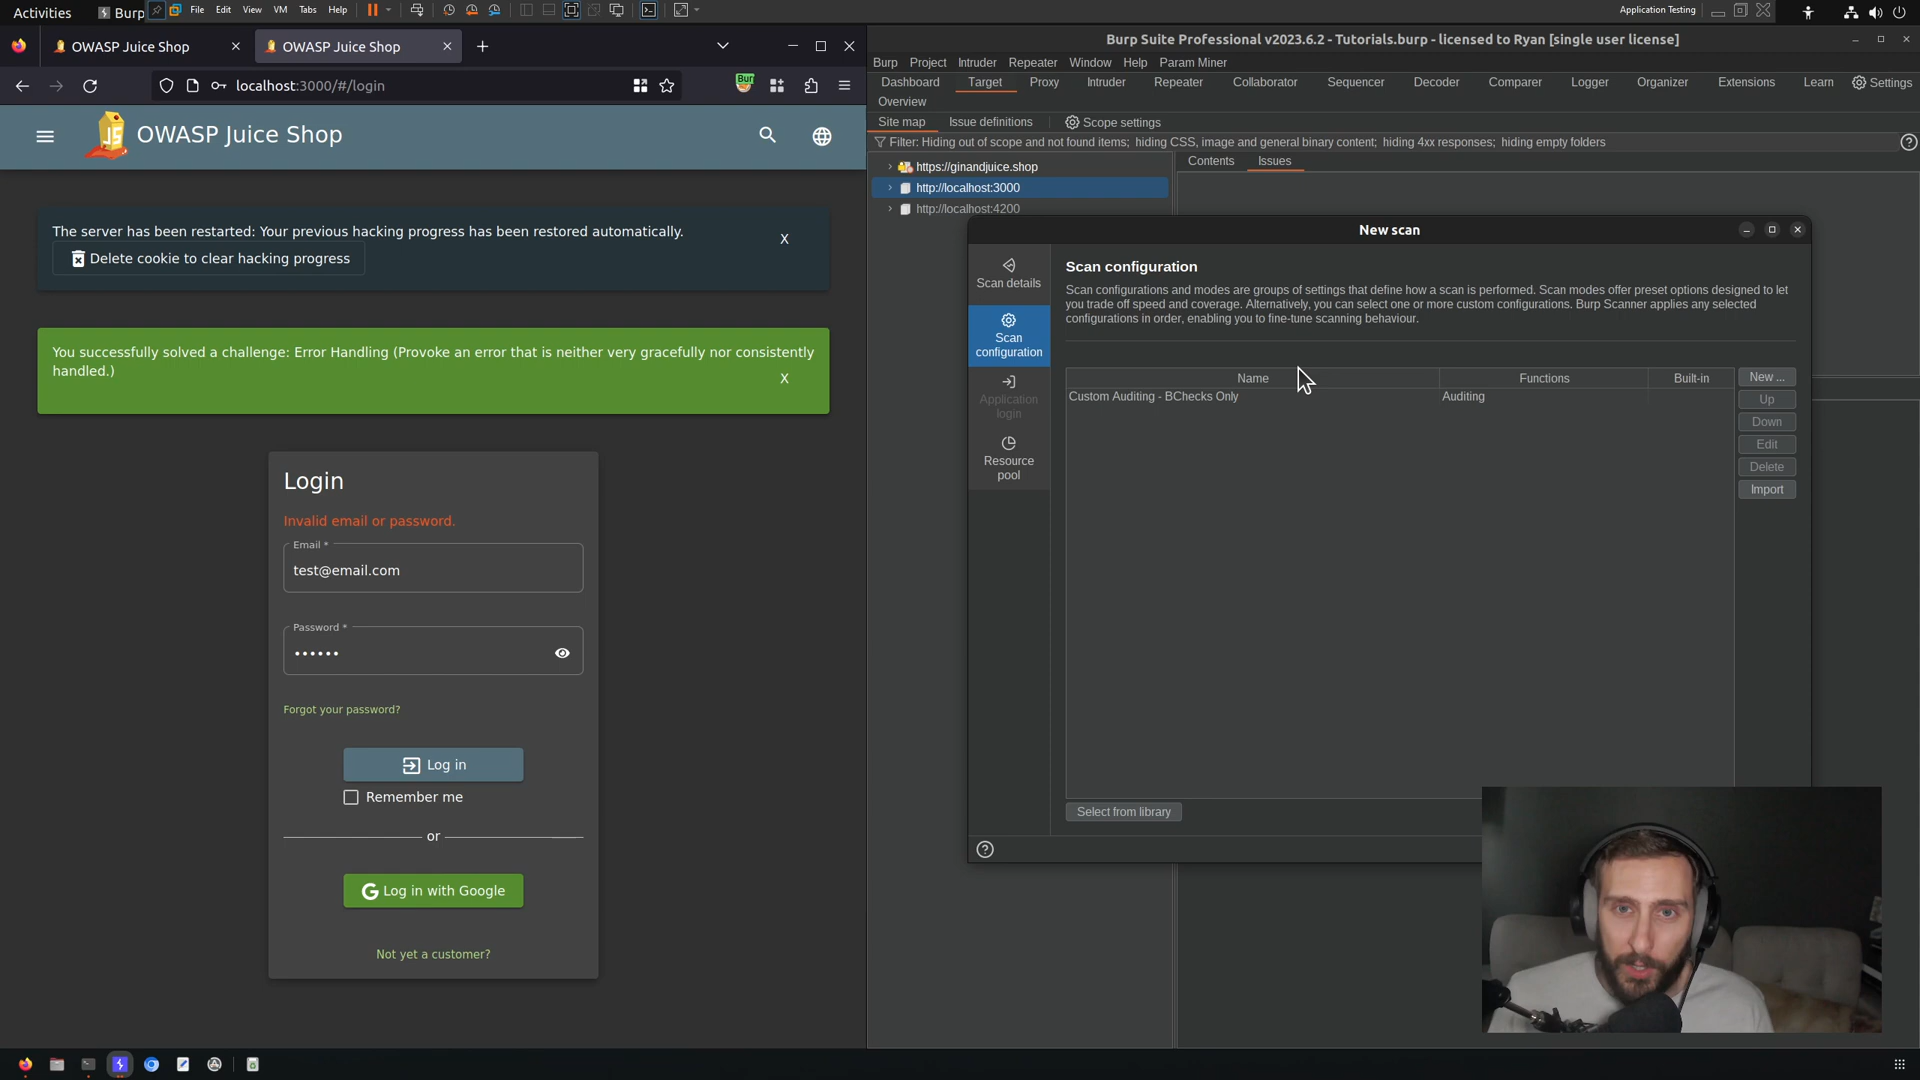 Activities
Burp
File Edit View VM Tabs Help
Application Testing
OWASP Juice Shop
OWASP Juice Shop
localhost:3000/#/login
Bur
OWASP Juice Shop
The server has been restarted: Your previous hacking progress has been restored automatically.
X
Delete cookie to clear hacking progress
You successfully solved a challenge: Error Handling (Provoke an error that is neither very gracefully nor consistently
handled.)
X
Login
Invalid email or password.
Email *
test@email.com
Password *
Forgot your password?
Log in
Remember me
or
G Log in with Google
Not yet a customer?
Burp Suite Professional v2023.6.2 - Tutorials.burp - licensed to Ryan [single user license]
Burp Project Intruder Repeater Window Help Param Miner
Dashboard Target Proxy Intruder Repeater Collaborator Sequencer Decoder Comparer Logger Organizer Extensions Learn Settings
Overview
Site map Issue definitions Scope settings
Filter: Hiding out of scope and not found items; hiding CSS, image and general binary content; hiding 4xx responses; hiding empty folders
https://ginandjuice.shop
http://localhost:3000
http://localhost:4200
Contents Issues
New scan
Scan details
Scan
configuration
Application
login
Resource
pool
Scan configuration
Scan configurations and modes are groups of settings that define how a scan is performed. Scan modes offer preset options designed to let
you trade off speed and coverage. Alternatively, you can select one or more custom configurations. Burp Scanner applies any selected
configurations in order, enabling you to fine-tune scanning behaviour.
Name Functions Built-in
Custom Auditing - BChecks Only Auditing
New ...
Up
Down
Edit
Delete
Import
Select from library